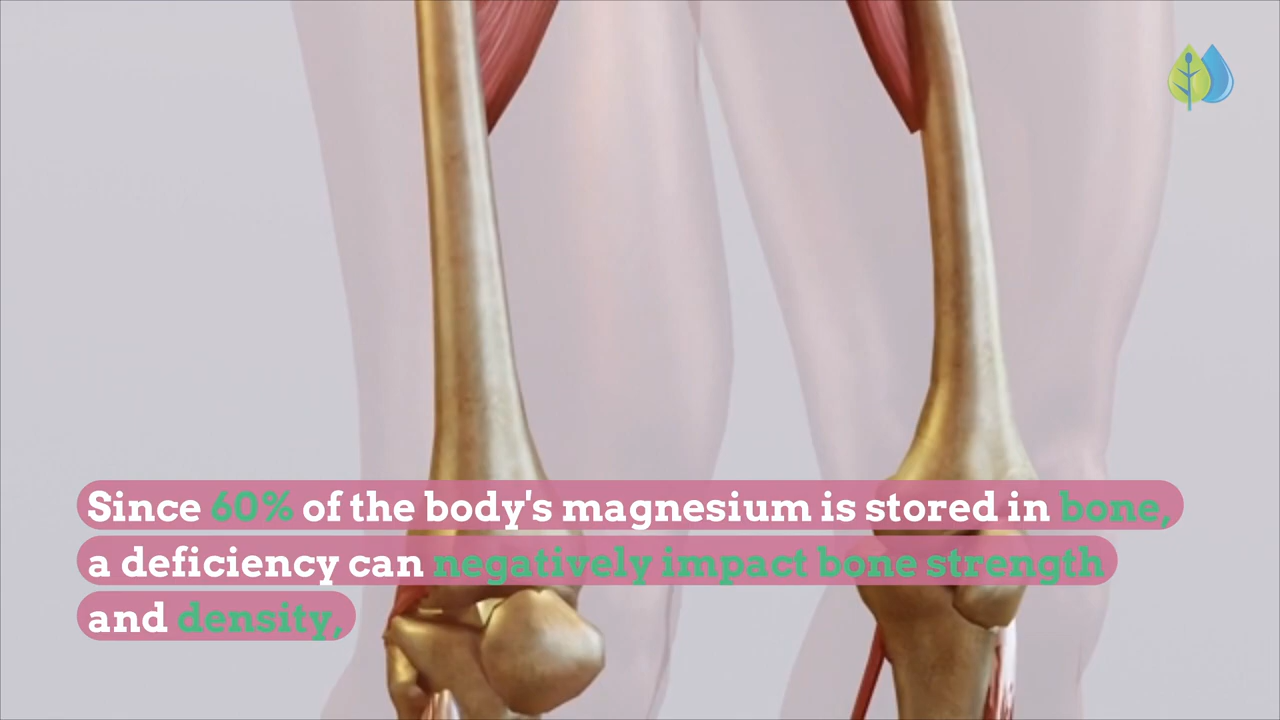 Since 60% of the body's magnesium is stored in bone,
a deficiency can negatively impact bone strength
and density,